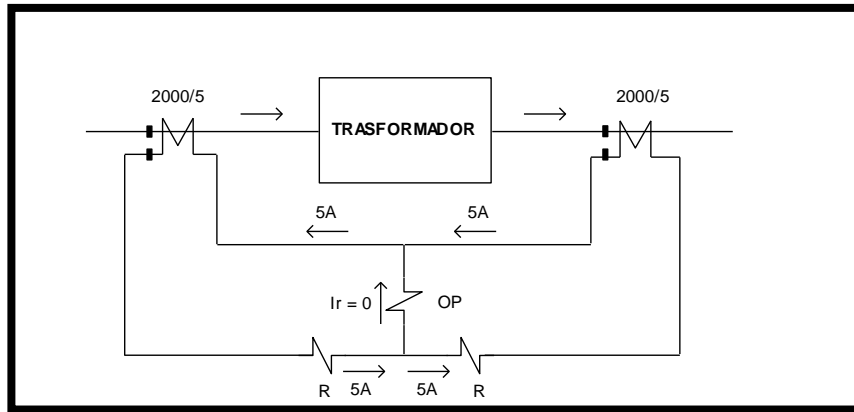 2000/5
2000/5
TRASFORMADOR
5A
5A
Ir = 0
OP
R
5A
5A
R